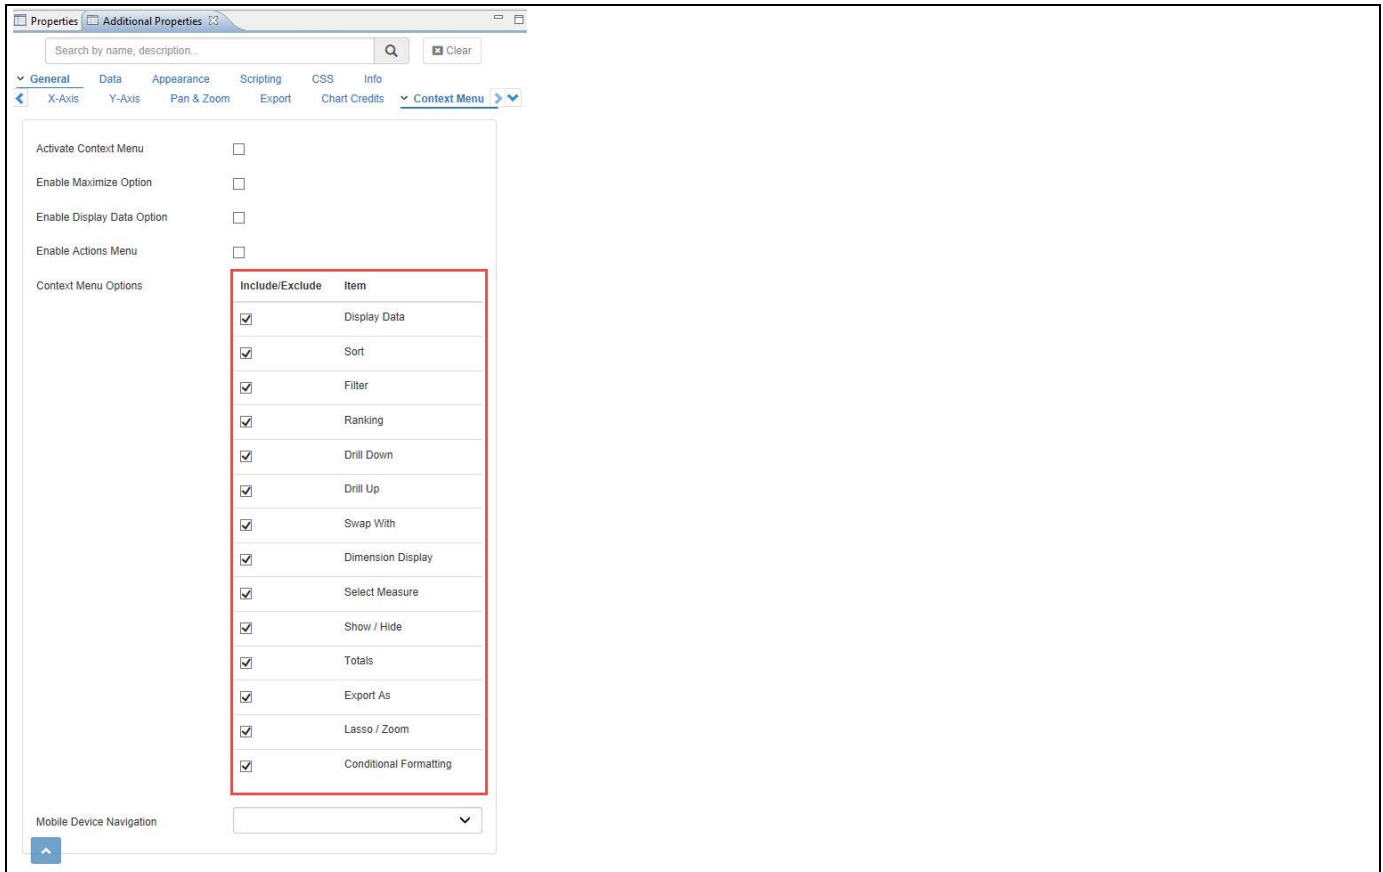 Properties Additional Properties
Search by name, description... Clear
General Data Appearance Scripting CSS Info
X-Axis Y-Axis Pan & Zoom Export Chart Credits Context Menu
Activate Context Menu
Enable Maximize Option
Enable Display Data Option
Enable Actions Menu
Context Menu Options Include/Exclude Item
Display Data
Sort
Filter
Ranking
Drill Down
Drill Up
Swap With
Dimension Display
Select Measure
Show / Hide
Totals
Export As
Lasso / Zoom
Conditional Formatting
Mobile Device Navigation